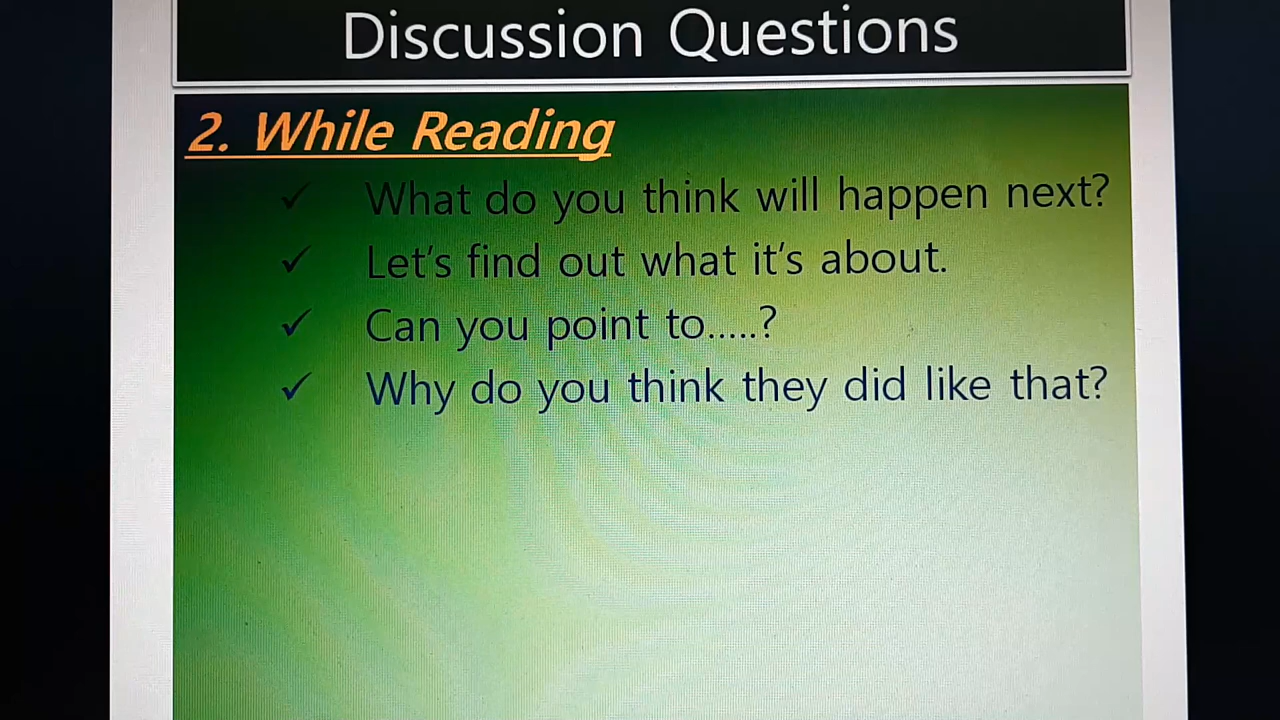 Discussion Questions
2. While Reading
✓ What do you think will happen next?
✓ Let's find out what it's about.
✓ Can you point to.....?
✓ Why do you think they did like that?